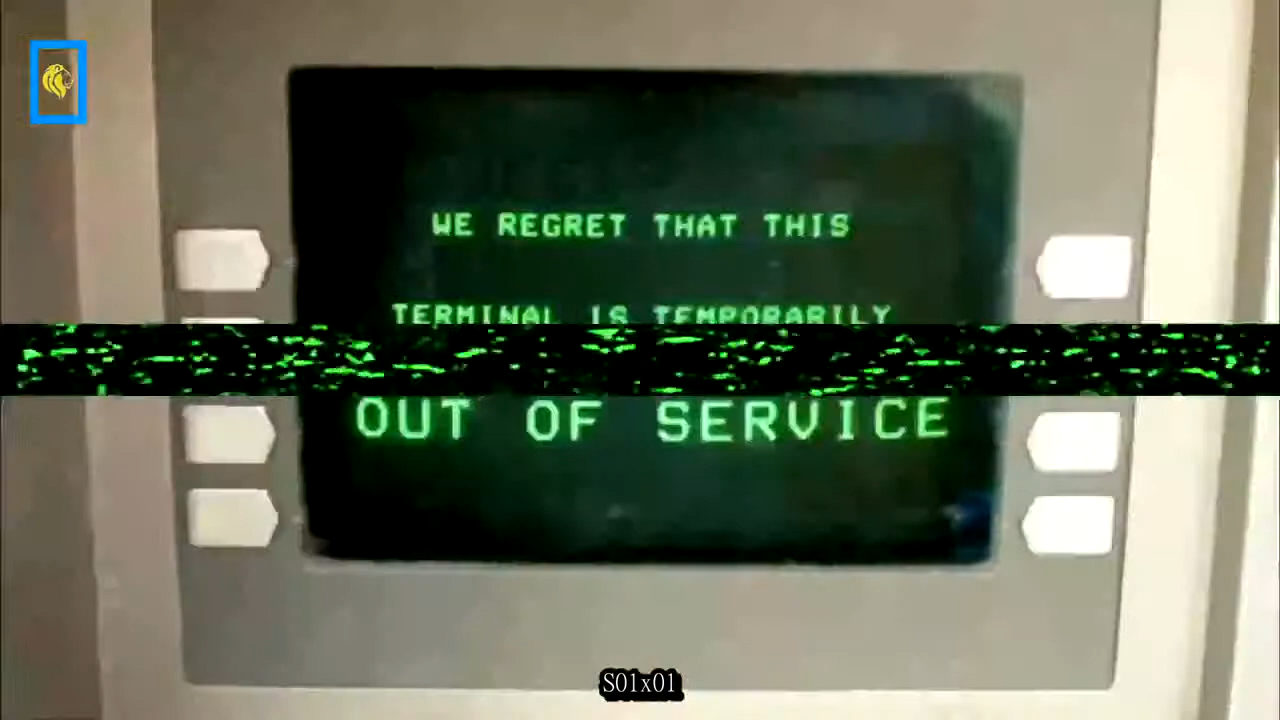 WE REGRET THAT THIS
TERMINAL IS TEMPORARILY
OUT OF SERVICE
S01x01